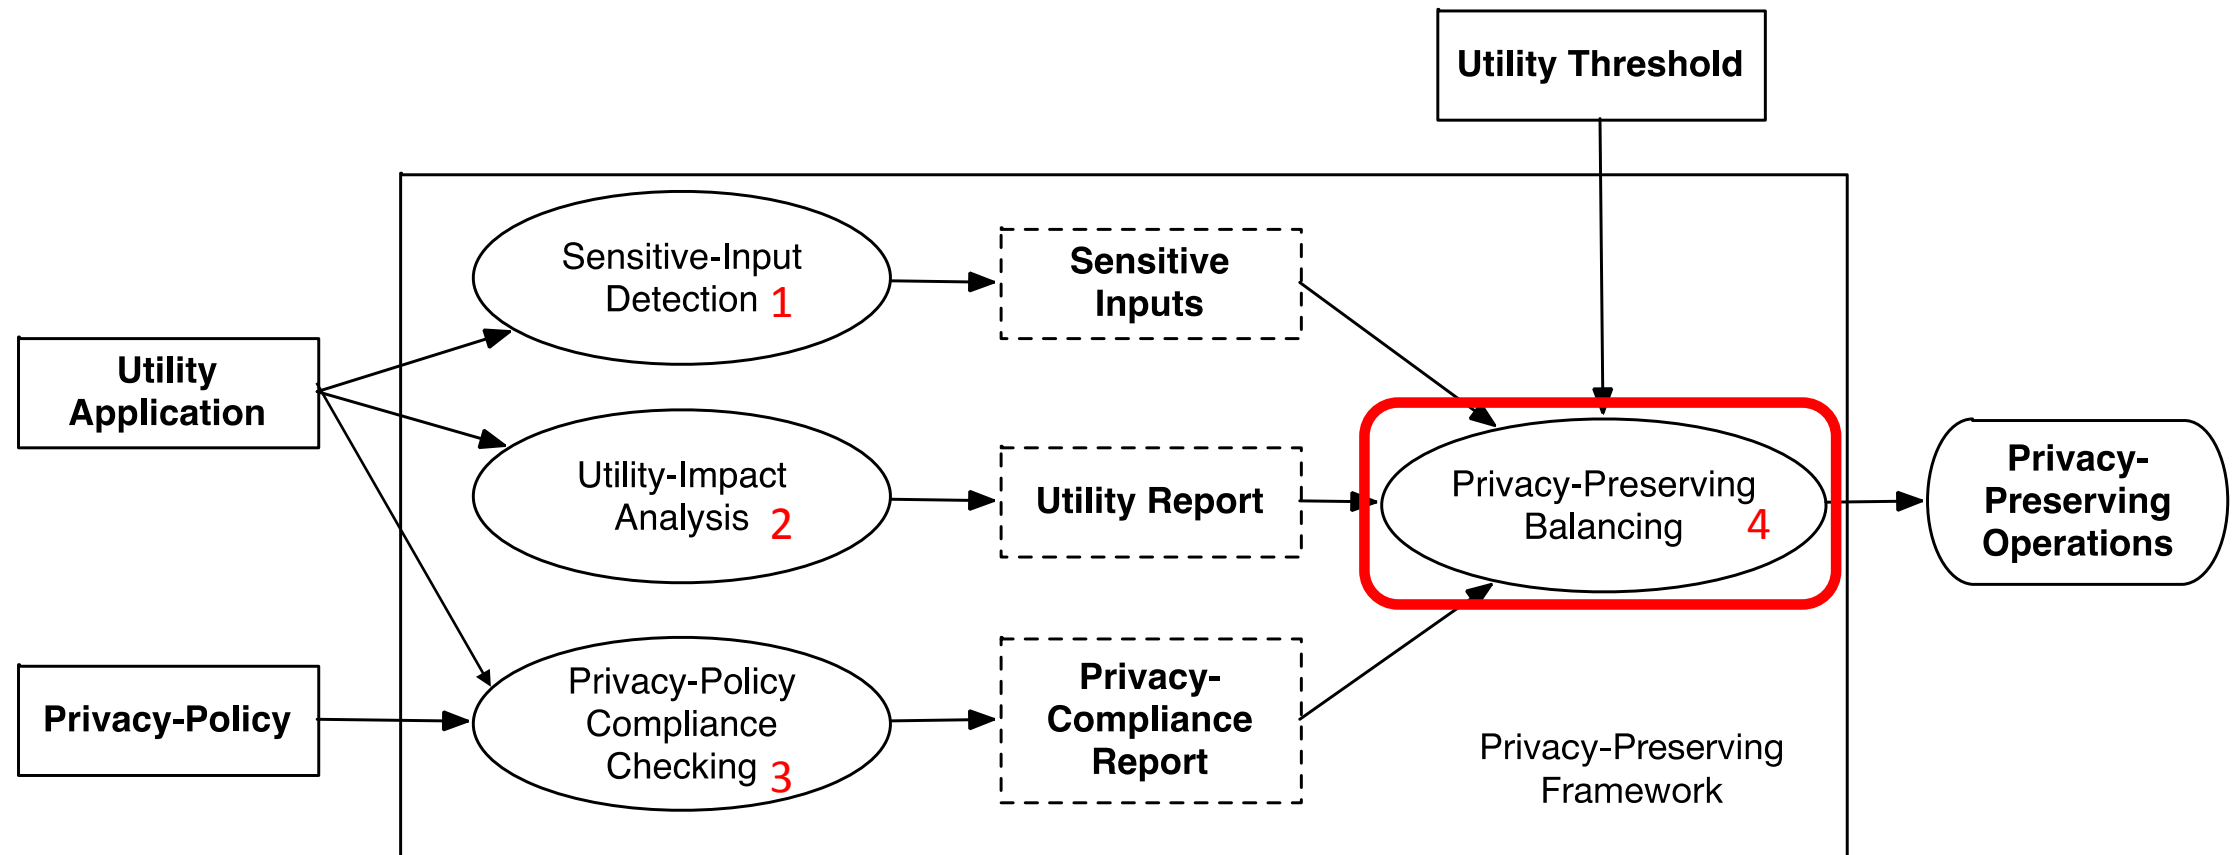 Utility Threshold
Sensitive-Input
Detection 1
Sensitive
Inputs
Utility
Application
Utility-Impact
Analysis 2
Utility Report
Privacy-Preserving
Balancing 4
Privacy-
Preserving
Operations
Privacy-Policy
Privacy-Policy
Compliance
Checking 3
Privacy-
Compliance
Report
Privacy-Preserving
Framework